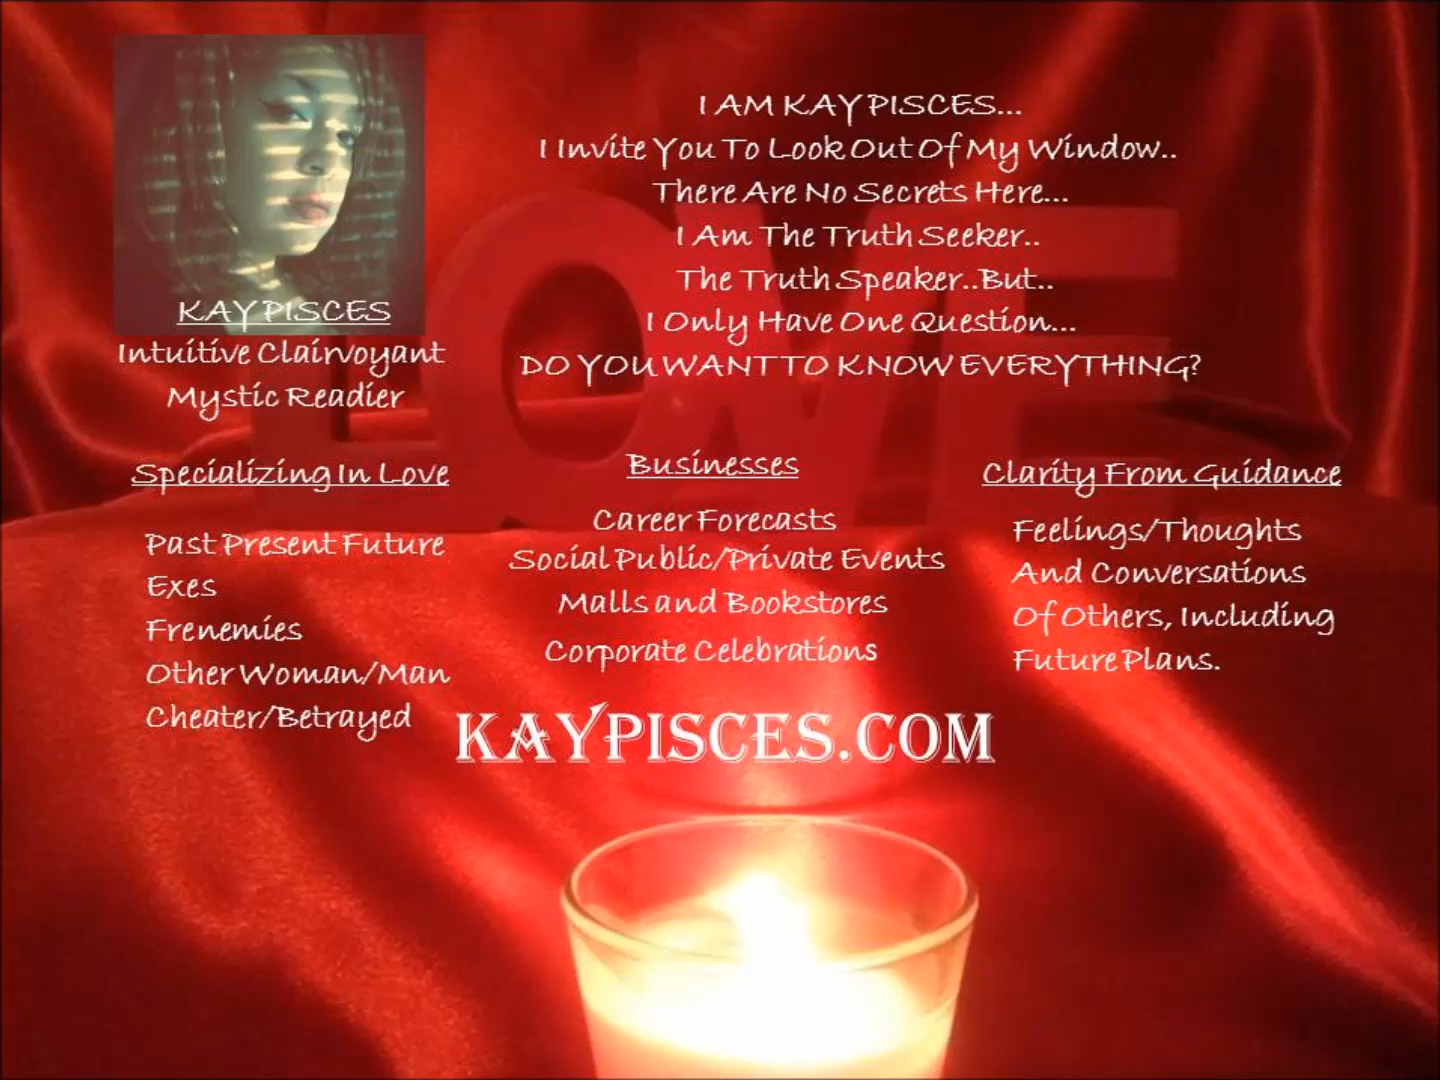 I AM KAY PISCES...
I Invite You To Look Out Of My Window..
There Are No Secrets Here...
I Am The Truth Seeker..
The Truth Speaker..But..
I Only Have One Question...
DO YOU WANT TO KNOW EVERYTHING?
KAY PISCES
Intuitive Clairvoyant
Mystic Readier
Specializing In Love
Past Present Future
Exes
Frenemies
Other Woman/Man
Cheater/Betrayed
Businesses
Career Forecasts
Social Public/Private Events
Malls and Bookstores
Corporate Celebrations
Clarity From Guidance
Feelings/Thoughts
And Conversations
Of Others, Including
Future Plans.
KAYPISCES.COM
LOVE